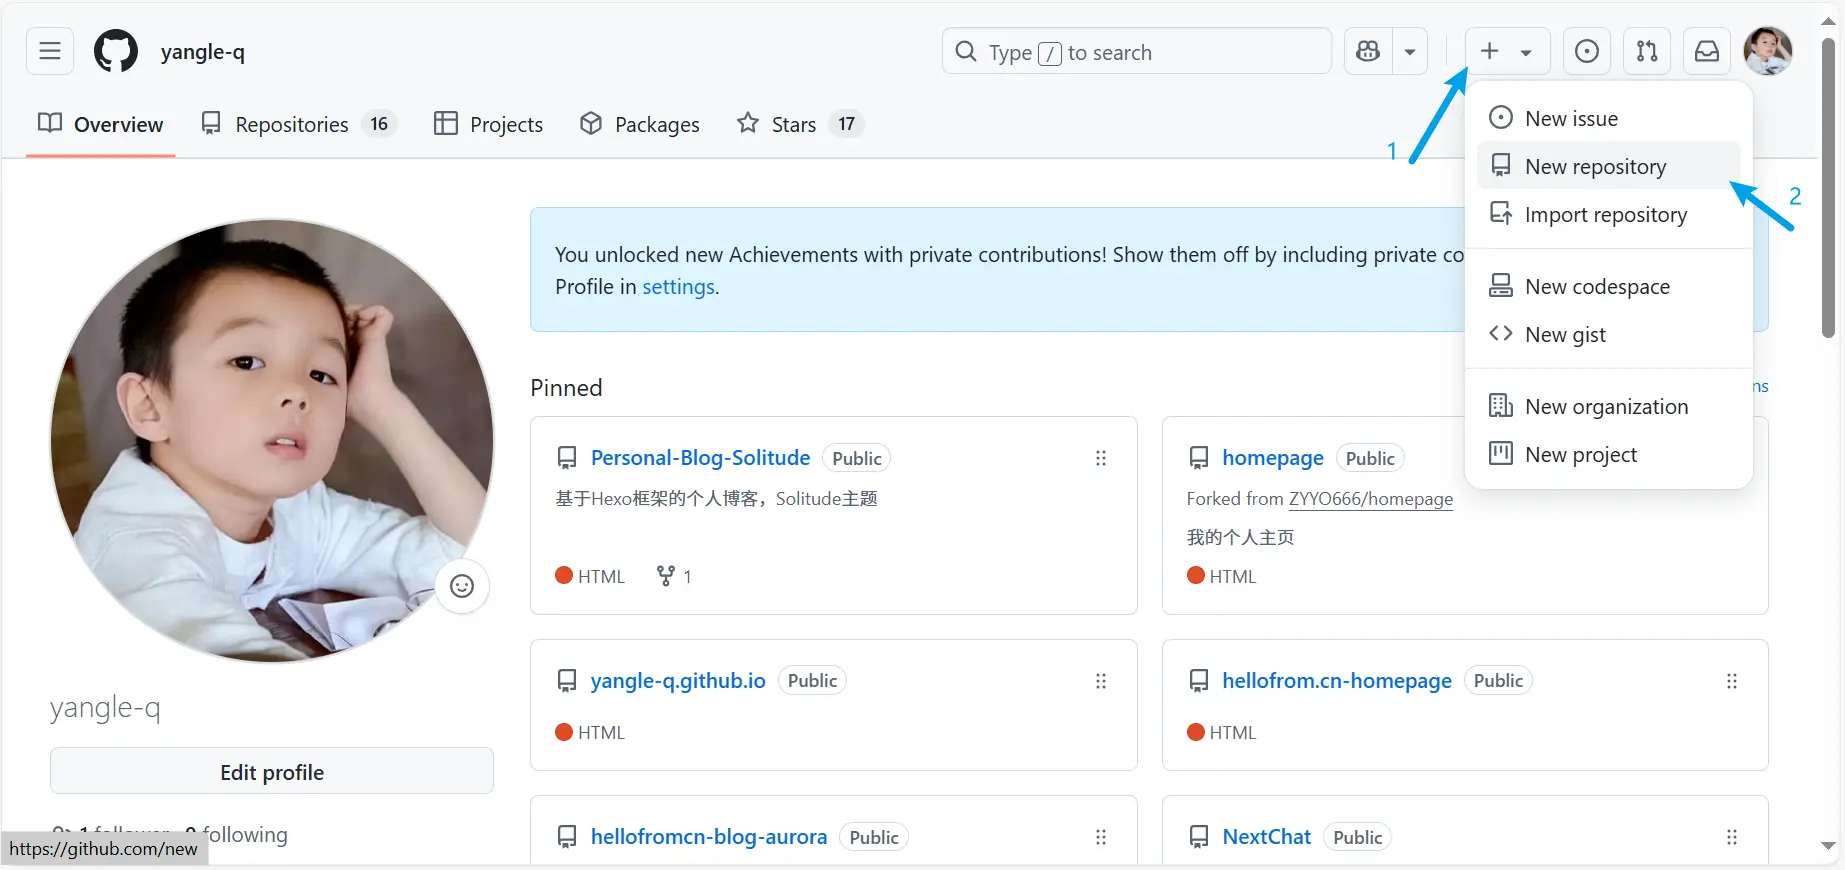 yangle-q
Type / to search
Overview
Repositories 16
Projects
Packages
Stars 17
1
New issue
New repository
2
Import repository
New codespace
New gist
New organization
New project
You unlocked new Achievements with private contributions! Show them off by including private co
Profile in settings.
Pinned
ns
Personal-Blog-Solitude Public
基于Hexo框架的个人博客，Solitude主题
HTML 1
homepage Public
Forked from ZYYO666/homepage
我的个人主页
HTML
yangle-q.github.io Public
HTML
hellofrom.cn-homepage Public
HTML
hellofromcn-blog-aurora Public
NextChat Public
yangle-q
Edit profile
1 follower 0 following
https://github.com/new